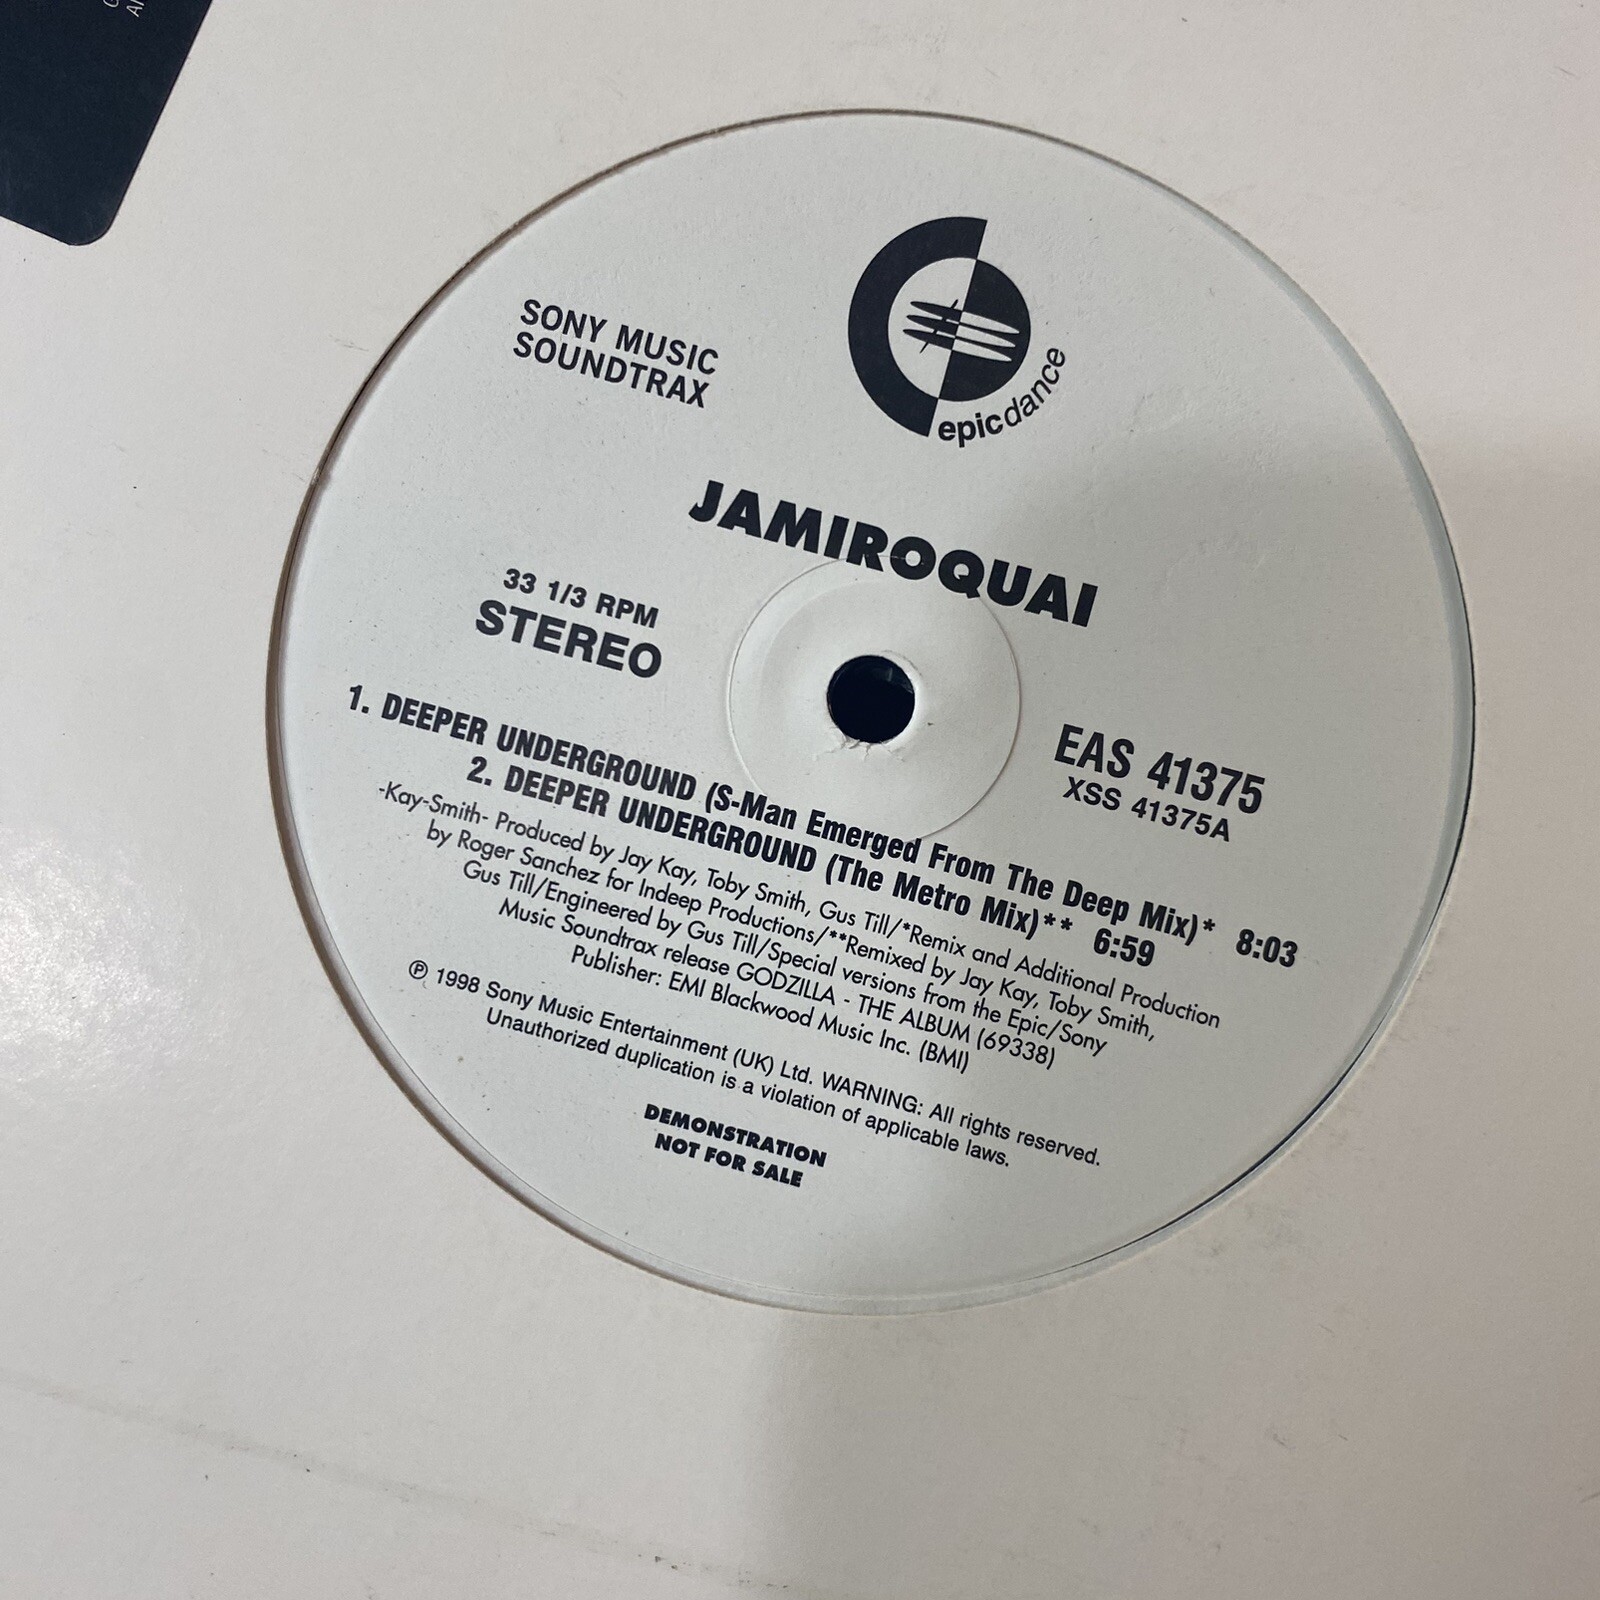 SONY MUSIC
SOUNDTRAX
epicdance
JAMIROQUAI
33 1/3 RPM
STEREO
EAS 41375
XSS 41375A
1. DEEPER UNDERGROUND (S-Man Emerged From The Deep Mix)* 8:03
2. DEEPER UNDERGROUND (The Metro Mix)** 6:59
-Kay-Smith- Produced by Jay Kay, Toby Smith, Gus Till/*Remix and Additional Production
by Roger Sanchez for Indeep Productions/**Remixed by Jay Kay, Toby Smith,
Gus Till/Engineered by Gus Till/Special versions from the Epic/Sony
Music Soundtrax release GODZILLA - THE ALBUM (69338)
Publisher: EMI Blackwood Music Inc. (BMI)
℗ 1998 Sony Music Entertainment (UK) Ltd. WARNING: All rights reserved.
Unauthorized duplication is a violation of applicable laws.
DEMONSTRATION
NOT FOR SALE